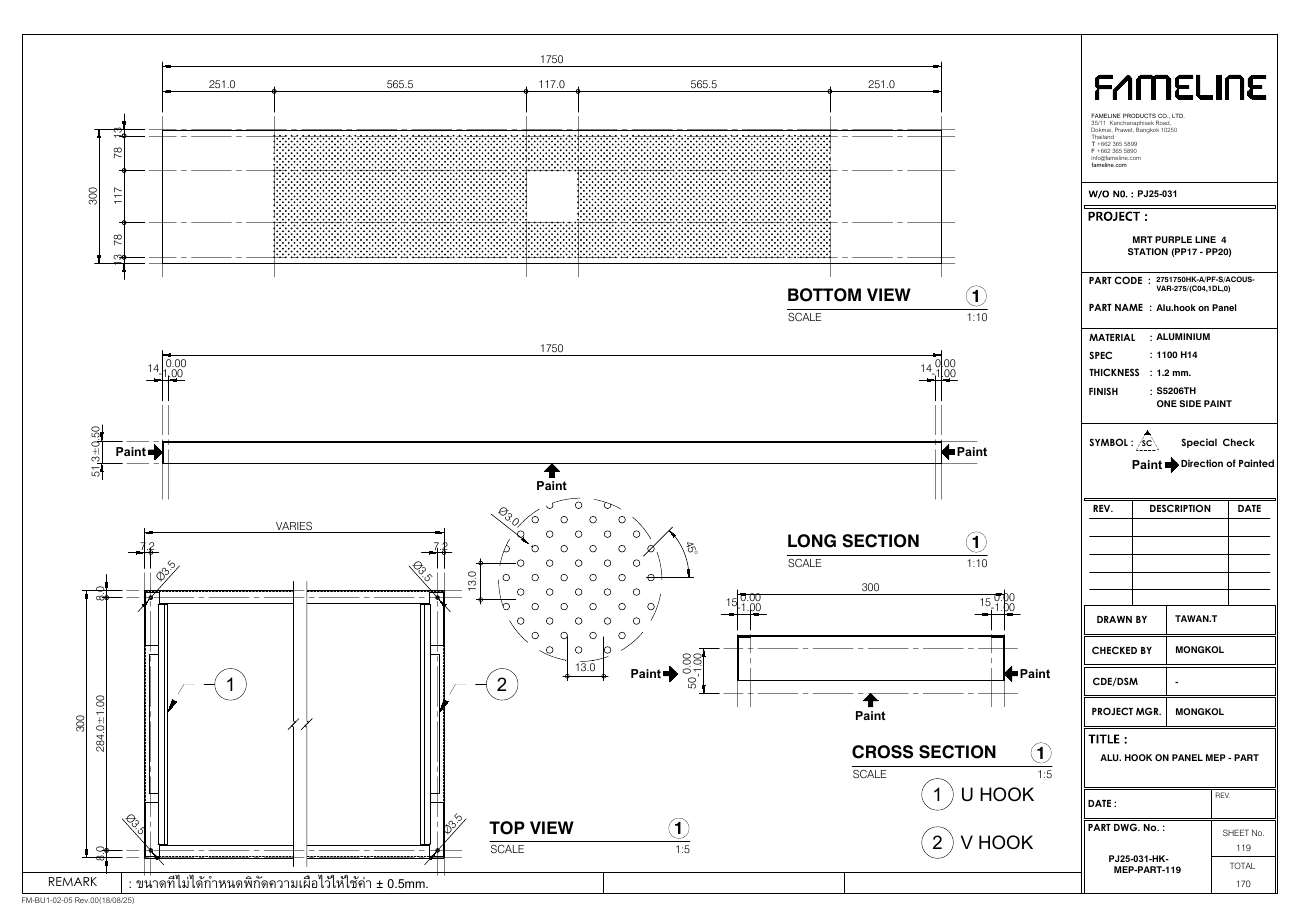 1750
251.0 565.5 117.0 565.5 251.0
13
78
117
78
13
300
BOTTOM VIEW 1
SCALE 1:10
1750
14 0.00
-1.00
14 0.00
-1.00
51.3±0.50
Paint
Paint
Paint
LONG SECTION 1
SCALE 1:10
Ø3.0
45°
13.0
13.0
VARIES
7.2 7.2
Ø3.5 Ø3.5
8.0
300
284.0±1.00
8.0
Ø3.5 Ø3.5
1 2
TOP VIEW 1
SCALE 1:5
300
15 0.00
-1.00
15 0.00
-1.00
50 0.00
-1.00
Paint
Paint
Paint
CROSS SECTION 1
SCALE 1:5
1 U HOOK
2 V HOOK
REMARK : ขนาดที่ไม่ได้กำหนดพิกัดความเผื่อไว้ให้ใช้ค่า ± 0.5mm.
FM-BU1-02-05 Rev.00(18/08/25)
FAMELINE
FAMELINE PRODUCTS CO., LTD.
35/11 Kanchanaphisek Road,
Dokmai, Prawet, Bangkok 10250
Thailand
T +662 365 5899
F +662 365 5890
info@fameline.com
fameline.com
W/O NO. : PJ25-031
PROJECT :
MRT PURPLE LINE 4
STATION (PP17 - PP20)
PART CODE : 2751750HK-A/PF-S/ACOUS-
VAR-275/(C04,1DL,0)
PART NAME : Alu.hook on Panel
MATERIAL : ALUMINIUM
SPEC : 1100 H14
THICKNESS : 1.2 mm.
FINISH : S5206TH
ONE SIDE PAINT
SYMBOL : SC Special Check
Paint Direction of Painted
REV. DESCRIPTION DATE
DRAWN BY TAWAN.T
CHECKED BY MONGKOL
CDE/DSM -
PROJECT MGR. MONGKOL
TITLE :
ALU. HOOK ON PANEL MEP - PART
DATE : REV.
PART DWG. No. :
PJ25-031-HK-
MEP-PART-119
SHEET No.
119
TOTAL
170